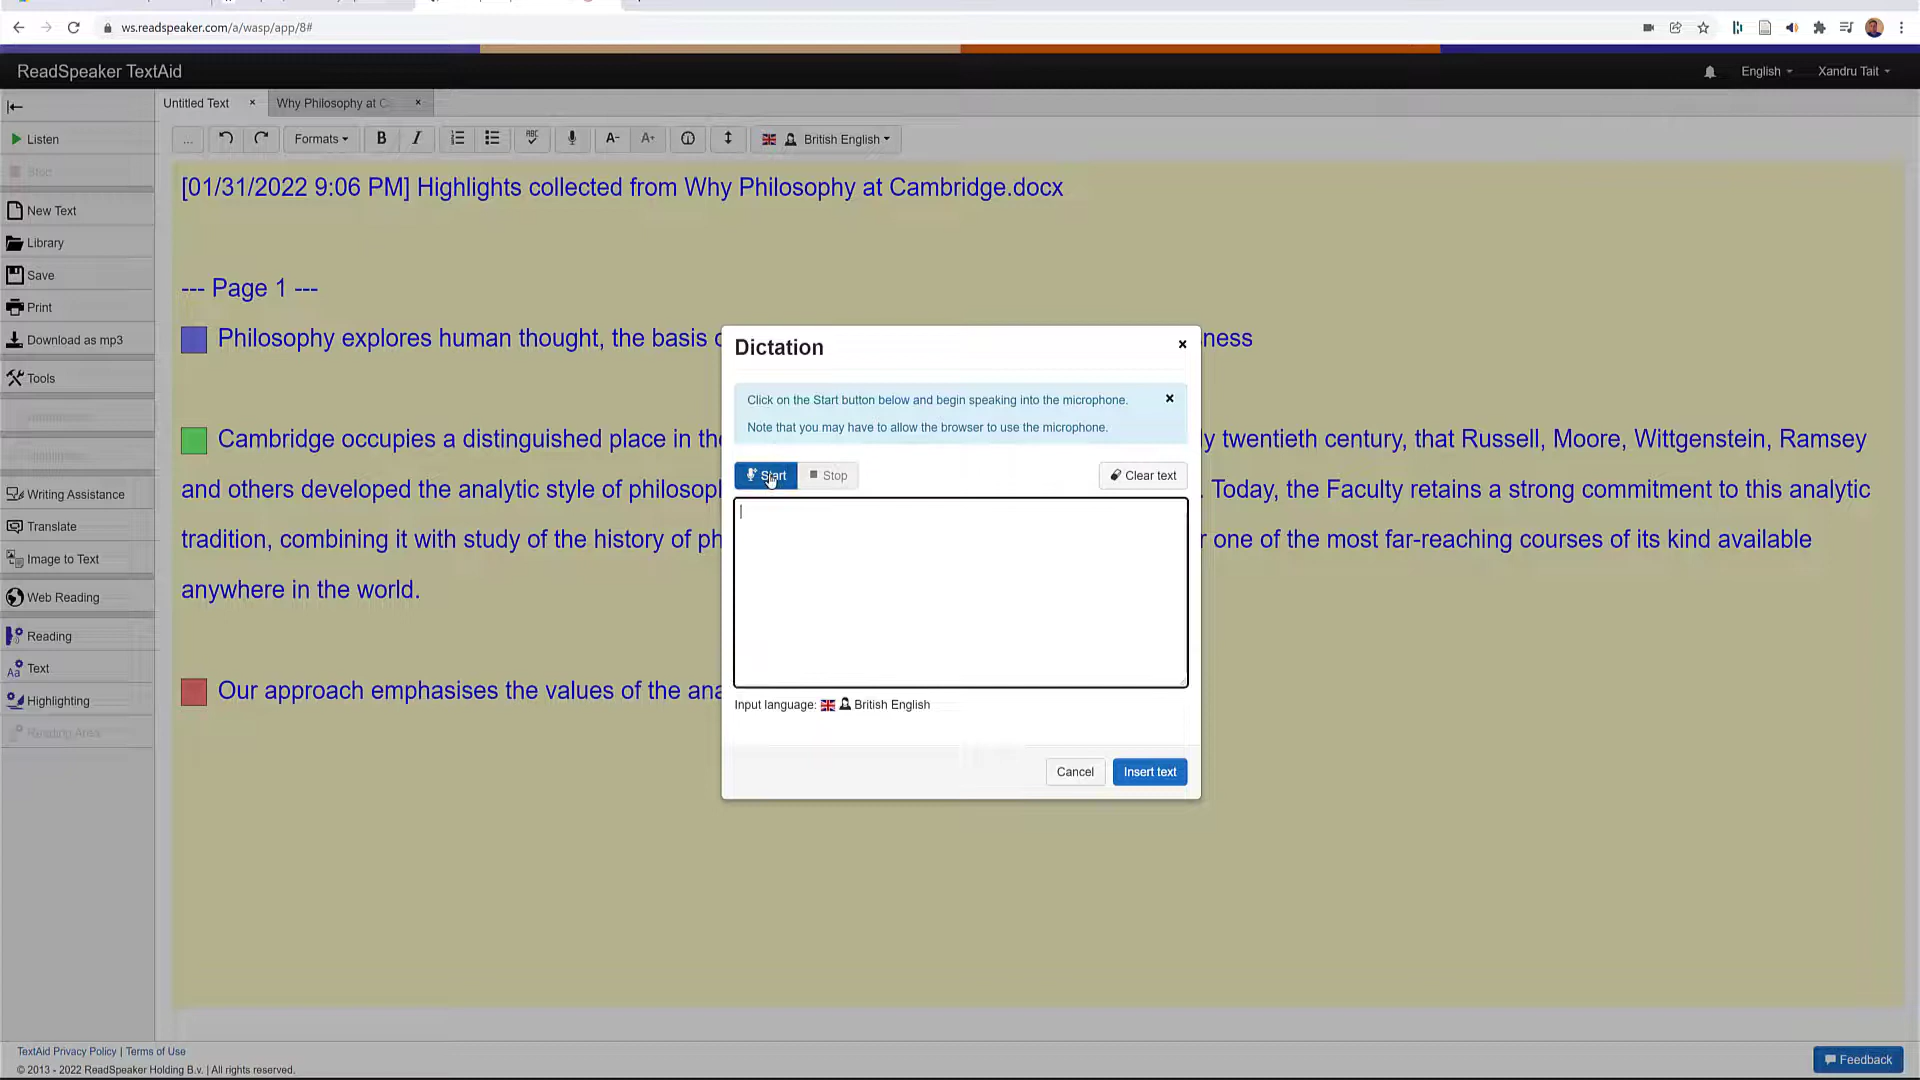 ws.readspeaker.com/a/wasp/app/8#
ReadSpeaker TextAid
English
Xandru Tait
Untitled Text ×
Why Philosophy at C ×
Listen
Stop
... Formats B I ABC A- A+ British English
New Text
Library
Save
Print
Download as mp3
Tools
Writing Assistance
Translate
Image to Text
Web Reading
Reading
Text
Highlighting
Reading Area
[01/31/2022 9:06 PM] Highlights collected from Why Philosophy at Cambridge.docx
--- Page 1 ---
Philosophy explores human thought, the basis
Cambridge occupies a distinguished place in twentieth century, that Russell, Moore, Wittgenstein, Ramsey
and others developed the analytic style of Today, the Faculty retains a strong commitment to this analytic
tradition, combining it with study of the history of one of the most far-reaching courses of its kind available
anywhere in the world.
Our approach emphasises the values of the
Dictation ×
Click on the Start button below and begin speaking into the microphone. ×
Note that you may have to allow the browser to use the microphone.
Start Stop Clear text
Input language: British English
Cancel Insert text
TextAid Privacy Policy | Terms of Use
© 2013 - 2022 ReadSpeaker Holding B.v. | All rights reserved.
Feedback